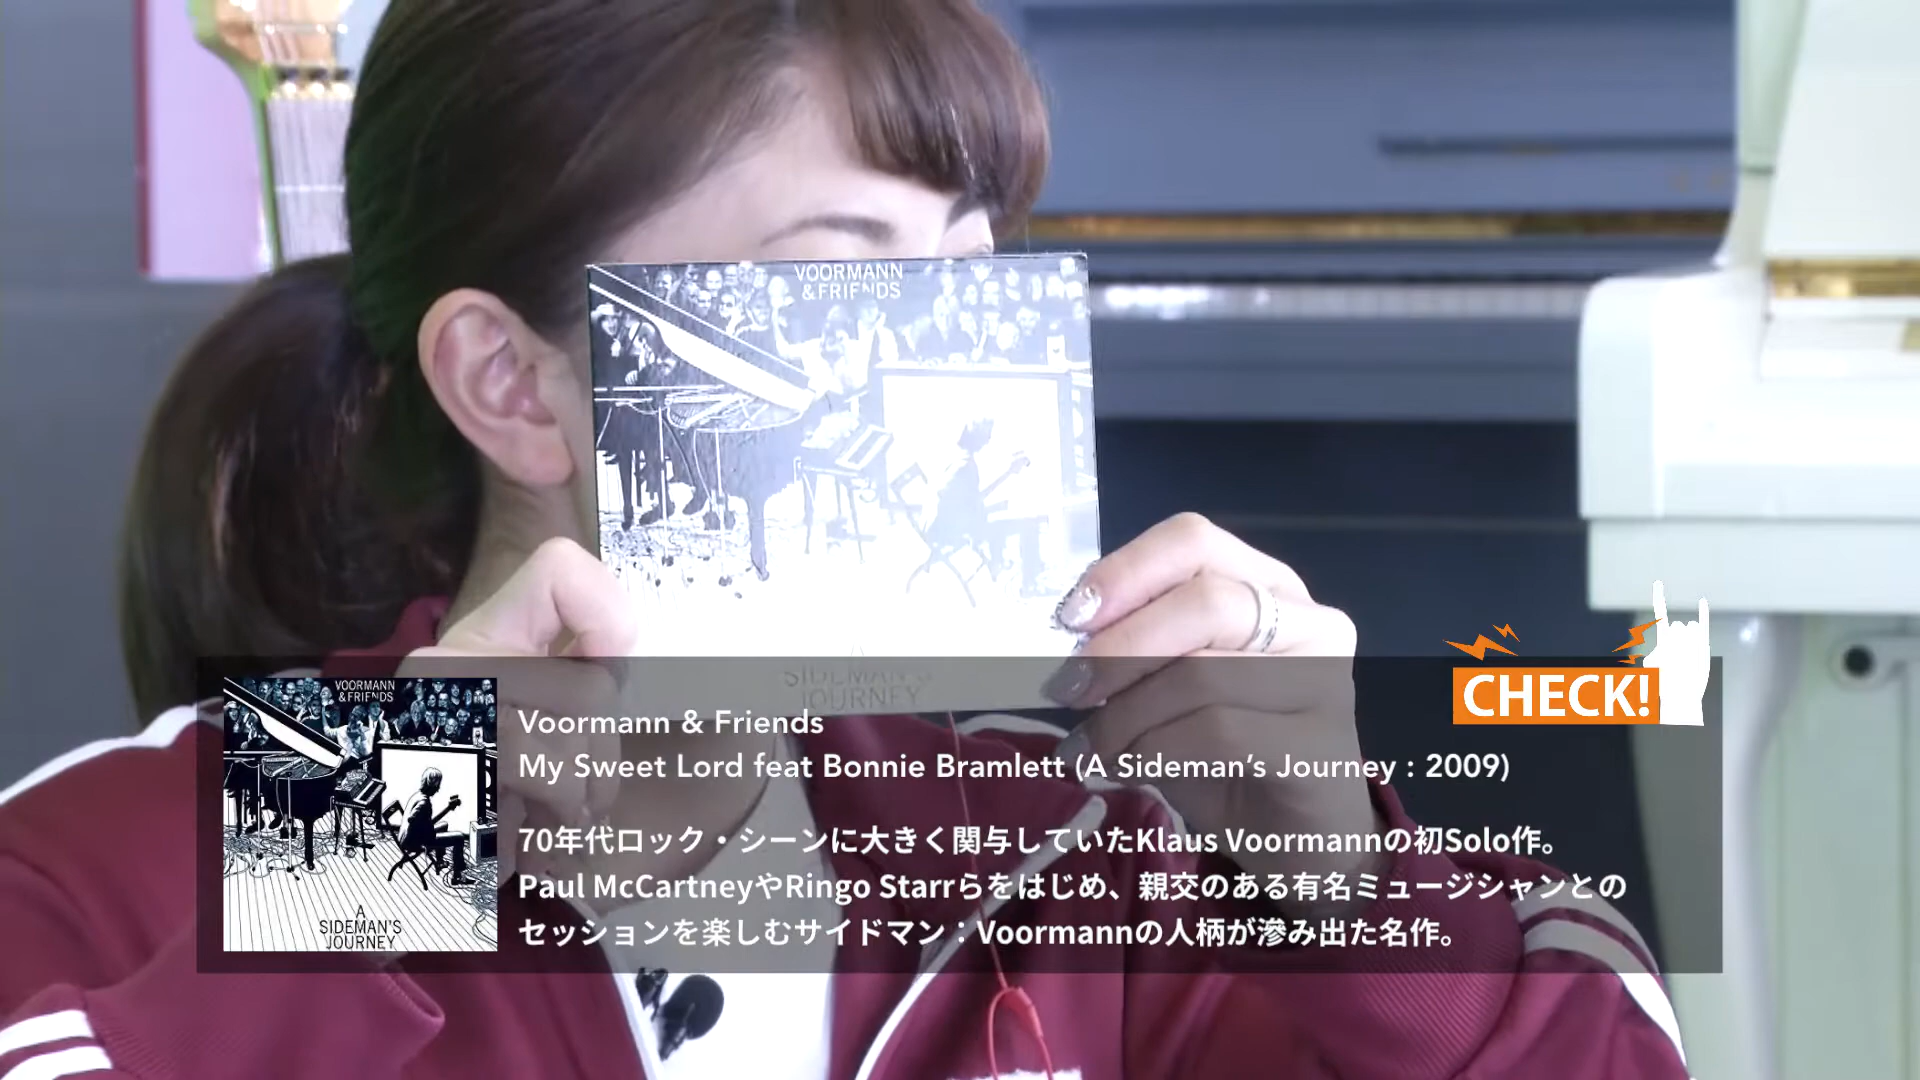 VOORMANN
& FRIENDS
A
SIDEMAN'S
JOURNEY
CHECK!
VOORMANN
& FRIENDS
A
SIDEMAN'S
JOURNEY
Voormann & Friends
My Sweet Lord feat Bonnie Bramlett (A Sideman’s Journey : 2009)
70年代ロック・シーンに大きく関与していたKlaus Voormannの初Solo作。
Paul McCartneyやRingo Starrらをはじめ、親交のある有名ミュージシャンとの
セッションを楽しむサイドマン：Voormannの人柄が滲み出た名作。